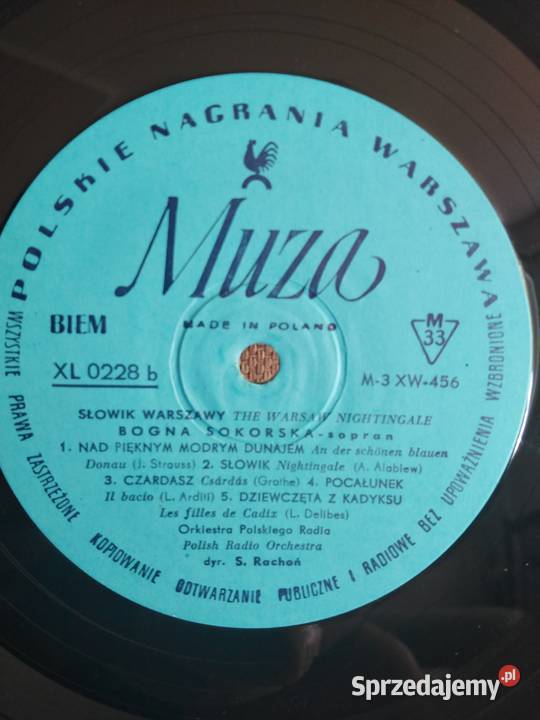 POLSKIE NAGRANIA WARSZAWA
Muza
BIEM
MADE IN POLAND
M
33
XL 0228 b
M-3 XW-456
SŁOWIK WARSZAWY THE WARSAW NIGHTINGALE
BOGNA SOKORSKA-sopran
1. NAD PIĘKNYM MODRYM DUNAJEM An der schönen blauen
Donau (J. Strauss) 2. SŁOWIK Nightingale (A. Alabiew)
3. CZARDASZ Csárdás (Grothe) 4. POCAŁUNEK
Il bacio (L. Arditi) 5. DZIEWCZĘTA Z KADYKSU
Les filles de Cadix (L. Delibes)
Orkiestra Polskiego Radia
Polish Radio Orchestra
dyr. S. Rachoń
WSZYSTKIE PRAWA ZASTRZEŻONE KOPIOWANIE ODTWARZANIE PUBLICZNE I RADIOWE BEZ UPOWAŻNIENIA WZBRONIONE
Sprzedajemy.pl